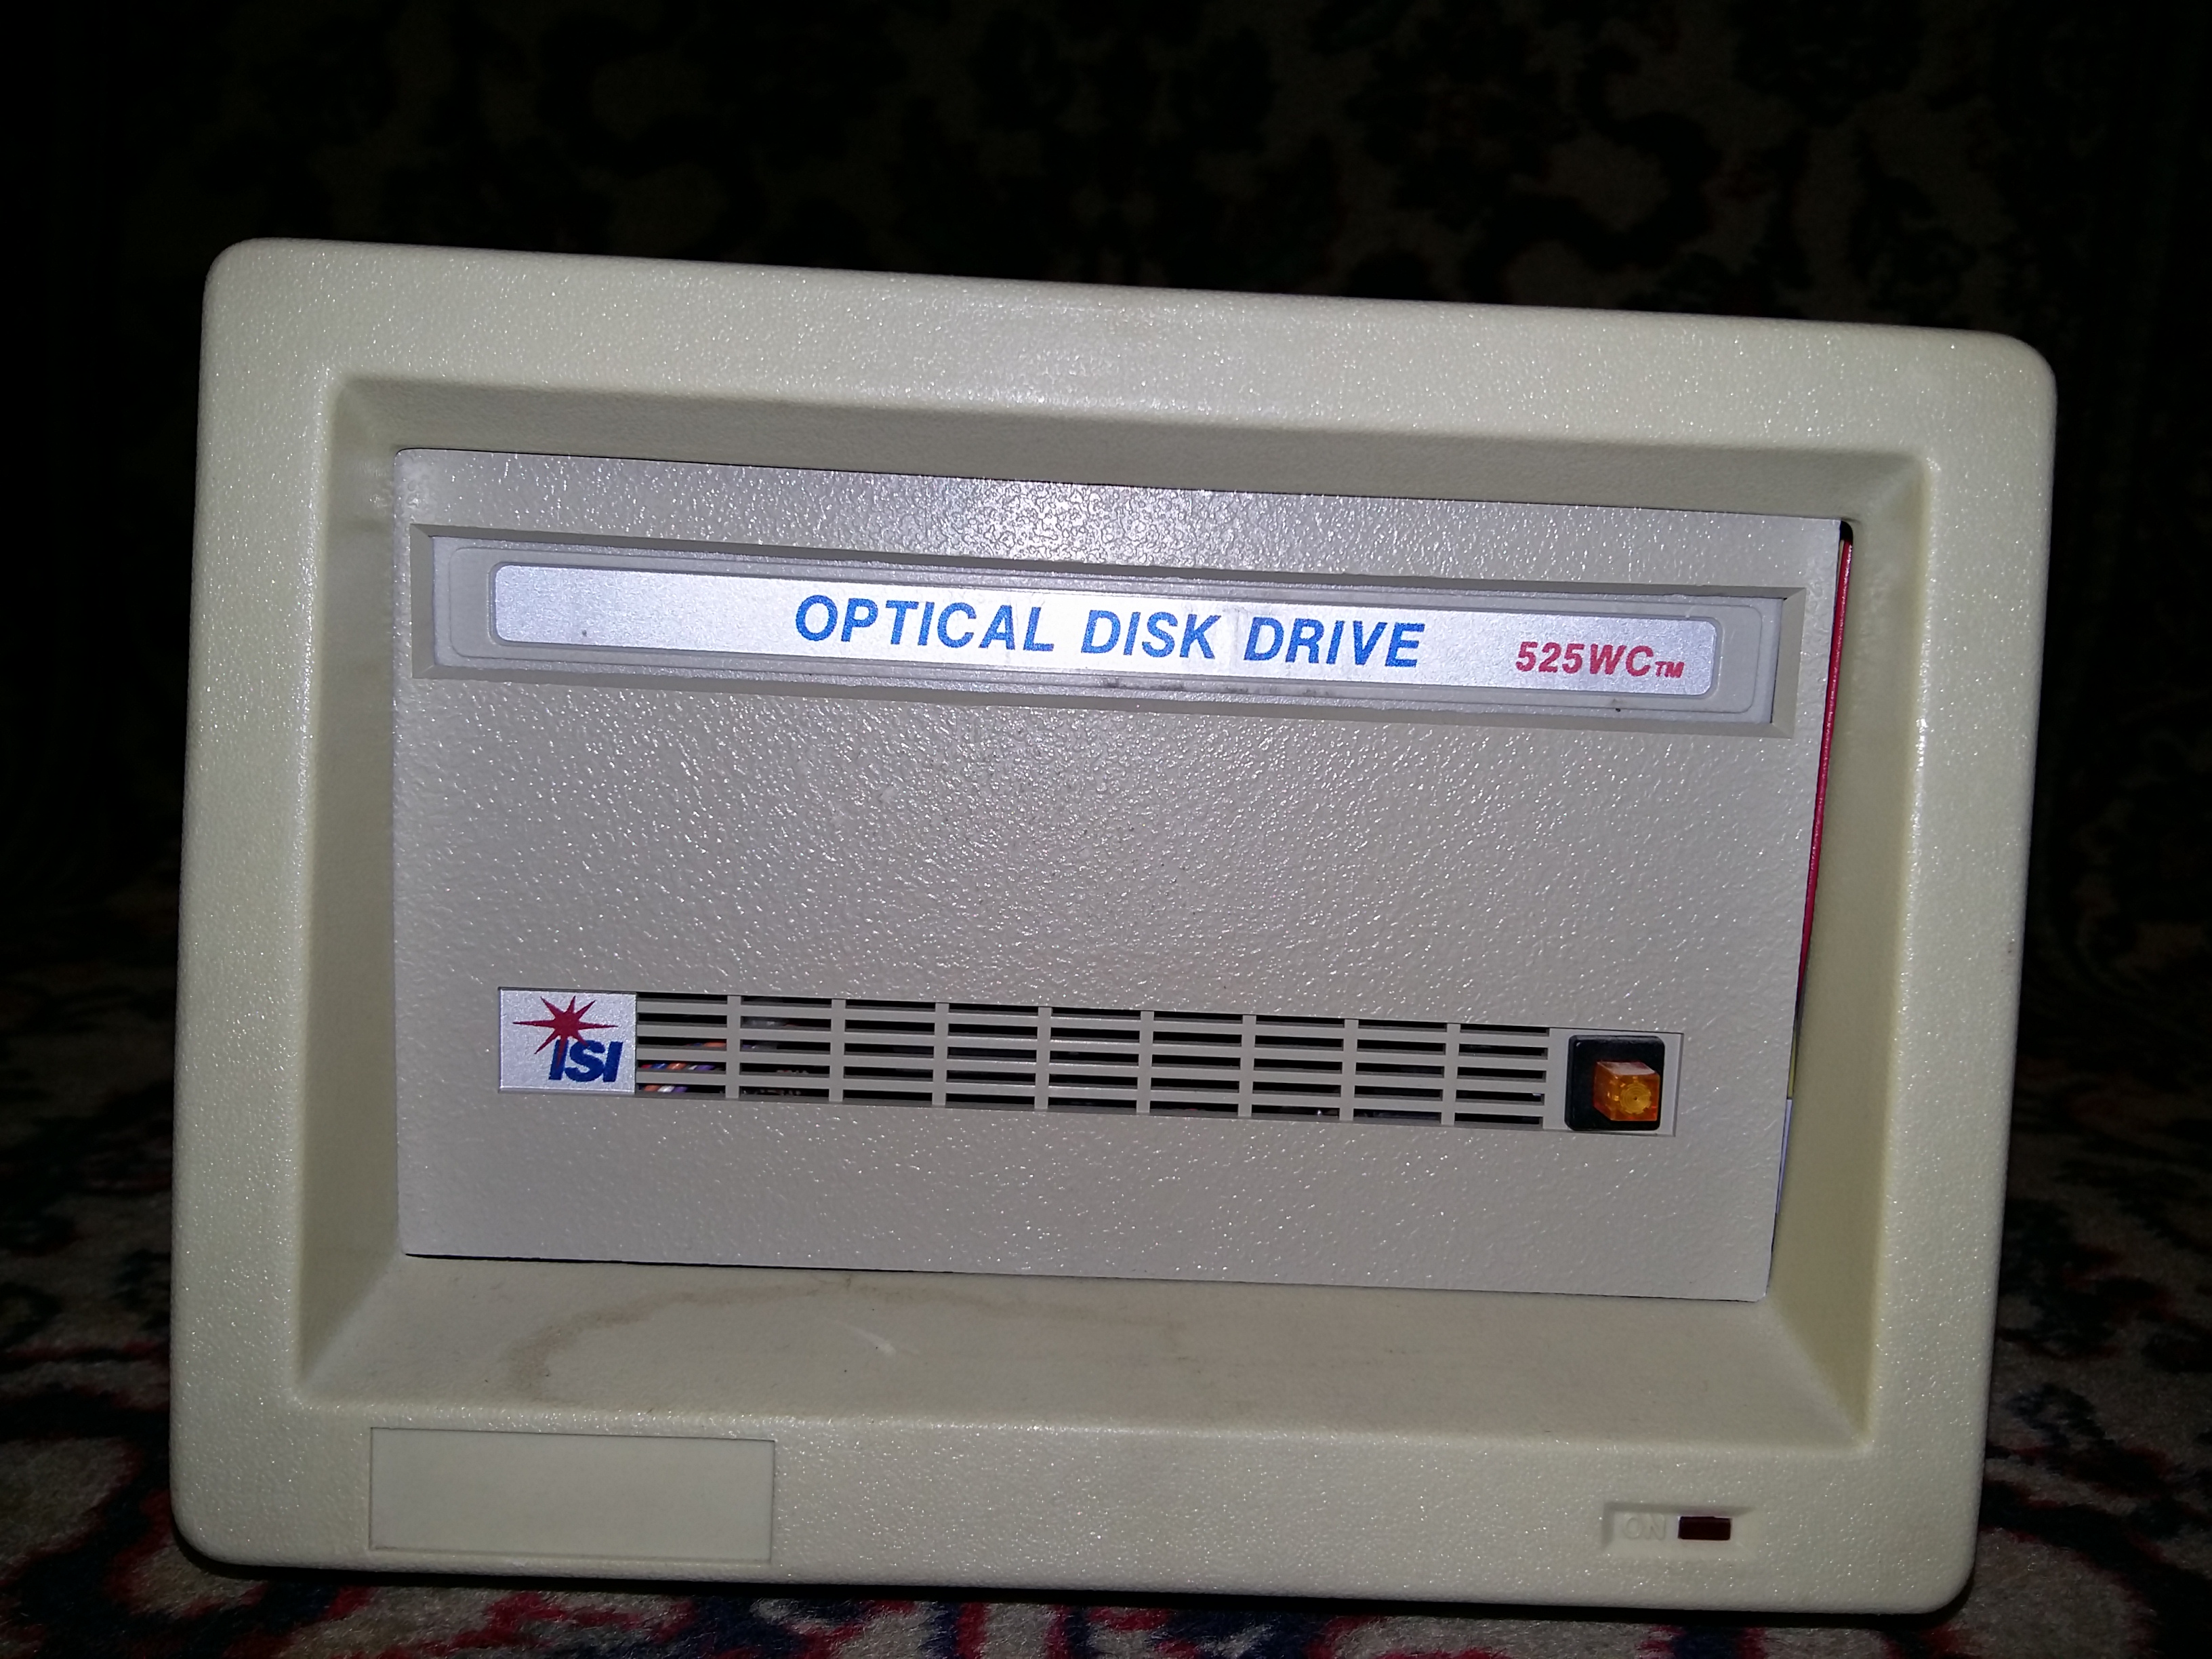 OPTICAL DISK DRIVE 525WC™
ISI
ON